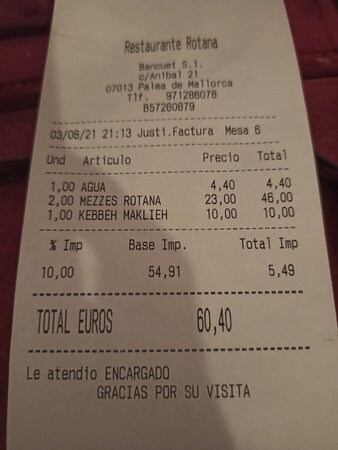 Restaurante Rotana
Bancuet S.l.
c/Anibal 21
07013 Palma de Mallorca
Tlf. 971286078
B57260879
03/08/21 21:13 Justi.Factura Mesa 6
Und Articulo Precio Total
1,00 AGUA 4,40 4,40
2,00 MEZZES ROTANA 23,00 46,00
1,00 KEBBEH MAKLIEH 10,00 10,00
% Imp Base Imp. Total Imp
10,00 54,91 5,49
TOTAL EUROS 60,40
Le atendio ENCARGADO
GRACIAS POR SU VISITA